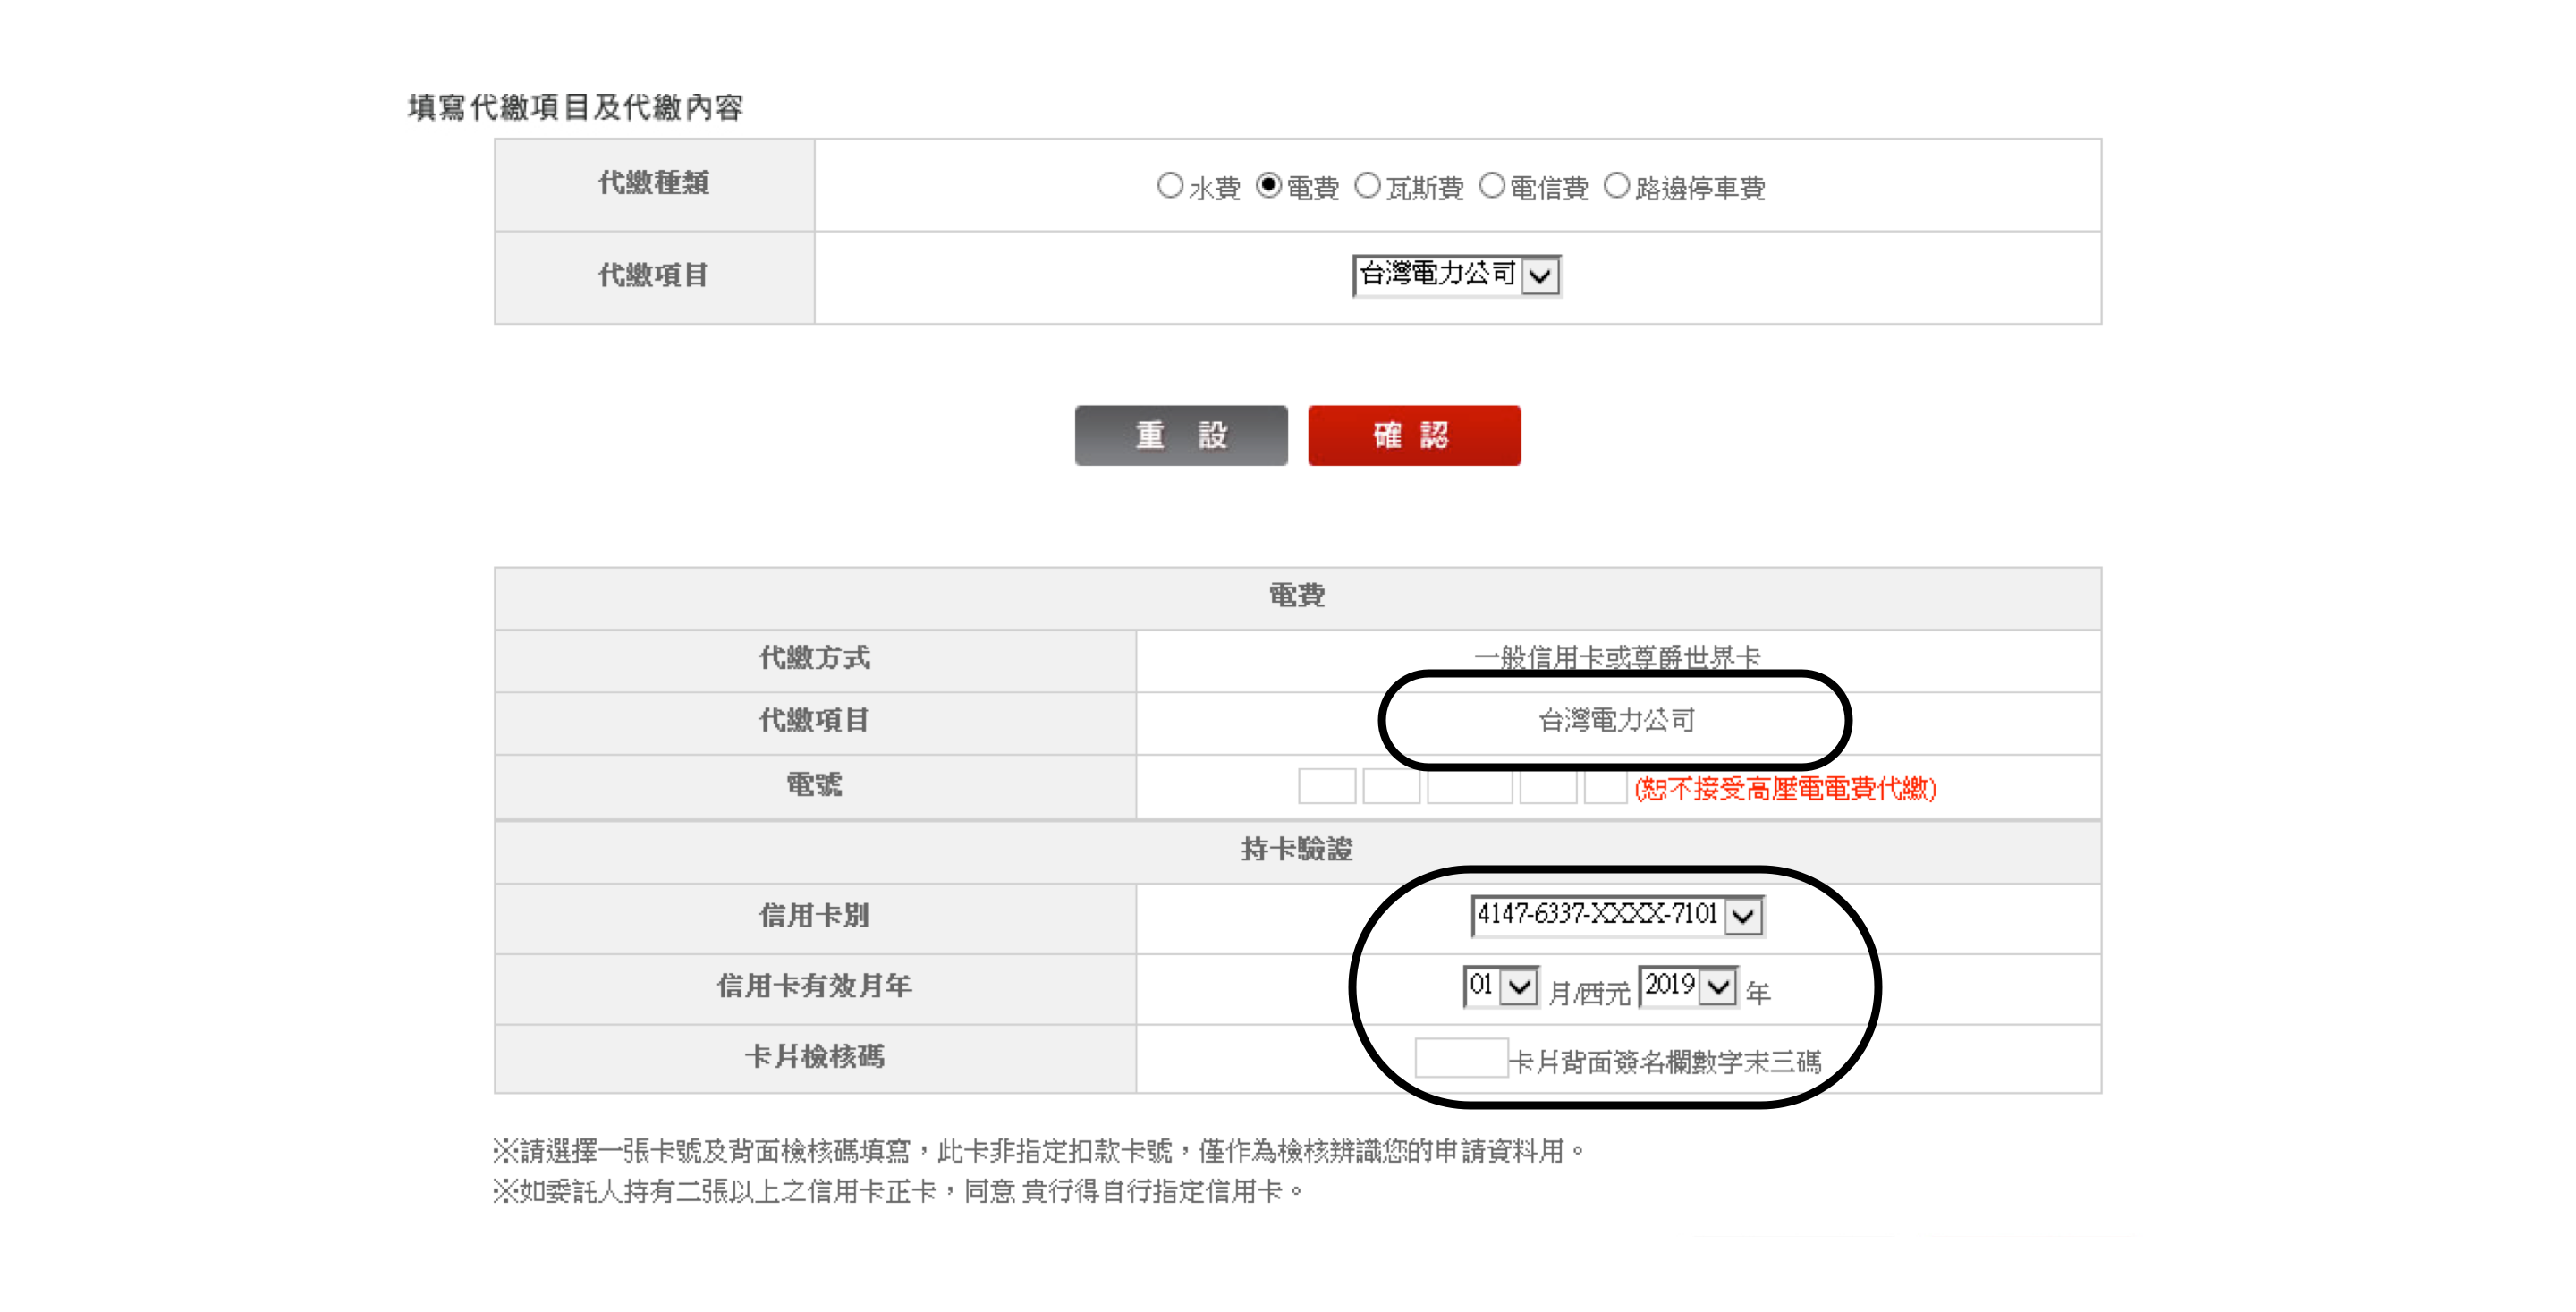 填寫代繳項目及代繳內容
代繳種類 水費 電費 瓦斯費 電信費 路邊停車費
代繳項目 台灣電力公司
重 設 確 認
電費
代繳方式 一般信用卡或尊爵世界卡
代繳項目 台灣電力公司
電號 (恕不接受高壓電電費代繳)
持卡驗證
信用卡別 4147-6337-XXXX-7101
信用卡有效月年 01 月/西元 2019 年
卡片檢核碼 卡片背面簽名欄數字末三碼
※請選擇一張卡號及背面檢核碼填寫，此卡非指定扣款卡號，僅作為檢核辨識您的申請資料用。
※如委託人持有二張以上之信用卡正卡，同意 貴行得自行指定信用卡。